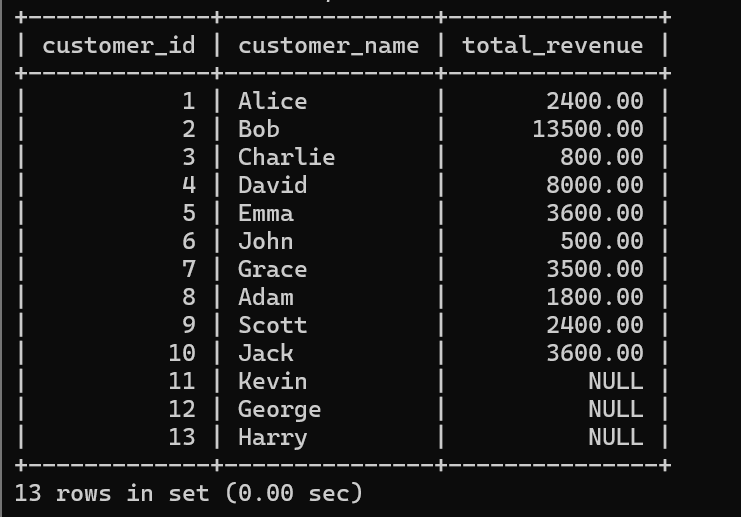 +-------------+---------------+---------------+
| customer_id | customer_name | total_revenue |
+-------------+---------------+---------------+
|           1 | Alice         |       2400.00 |
|           2 | Bob           |      13500.00 |
|           3 | Charlie       |        800.00 |
|           4 | David         |       8000.00 |
|           5 | Emma          |       3600.00 |
|           6 | John          |        500.00 |
|           7 | Grace         |       3500.00 |
|           8 | Adam          |       1800.00 |
|           9 | Scott         |       2400.00 |
|          10 | Jack          |       3600.00 |
|          11 | Kevin         |          NULL |
|          12 | George        |          NULL |
|          13 | Harry         |          NULL |
+-------------+---------------+---------------+
13 rows in set (0.00 sec)